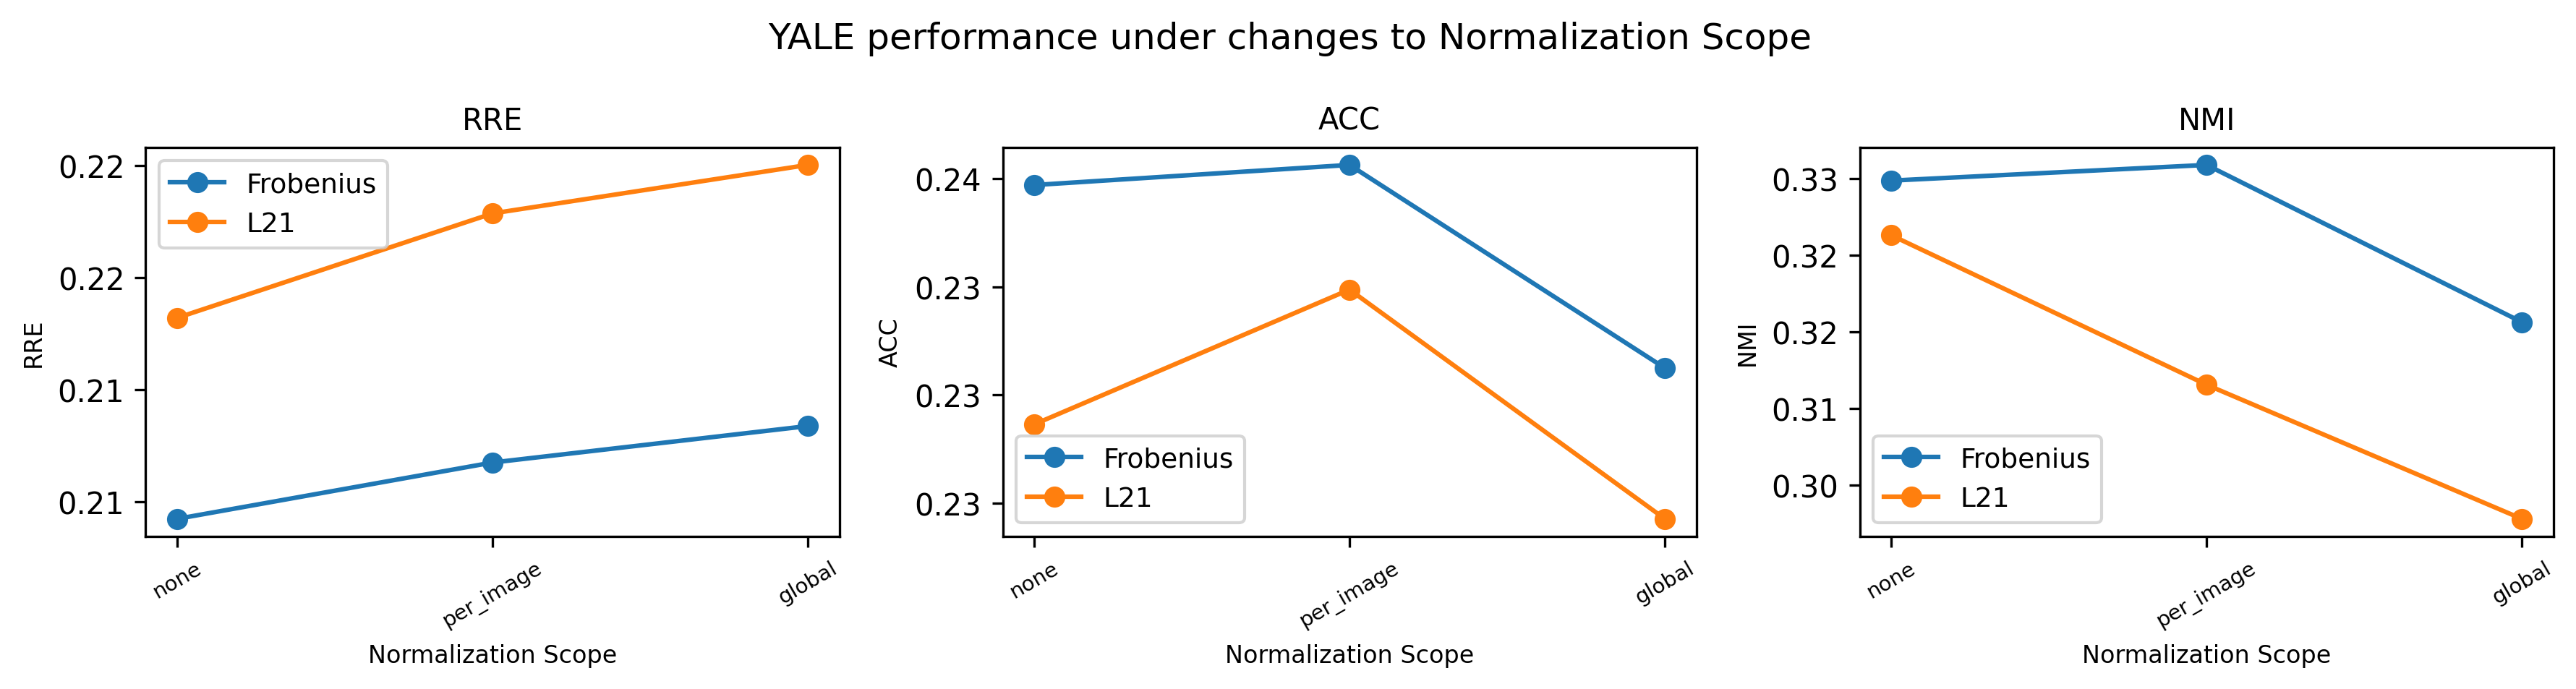 YALE performance under changes to Normalization Scope
RRE
0.22
0.22
0.21
0.21
RRE
Frobenius
L21
none
per_image
global
Normalization Scope
ACC
0.24
0.23
0.23
0.23
ACC
Frobenius
L21
none
per_image
global
Normalization Scope
NMI
0.33
0.32
0.32
0.31
0.30
NMI
Frobenius
L21
none
per_image
global
Normalization Scope